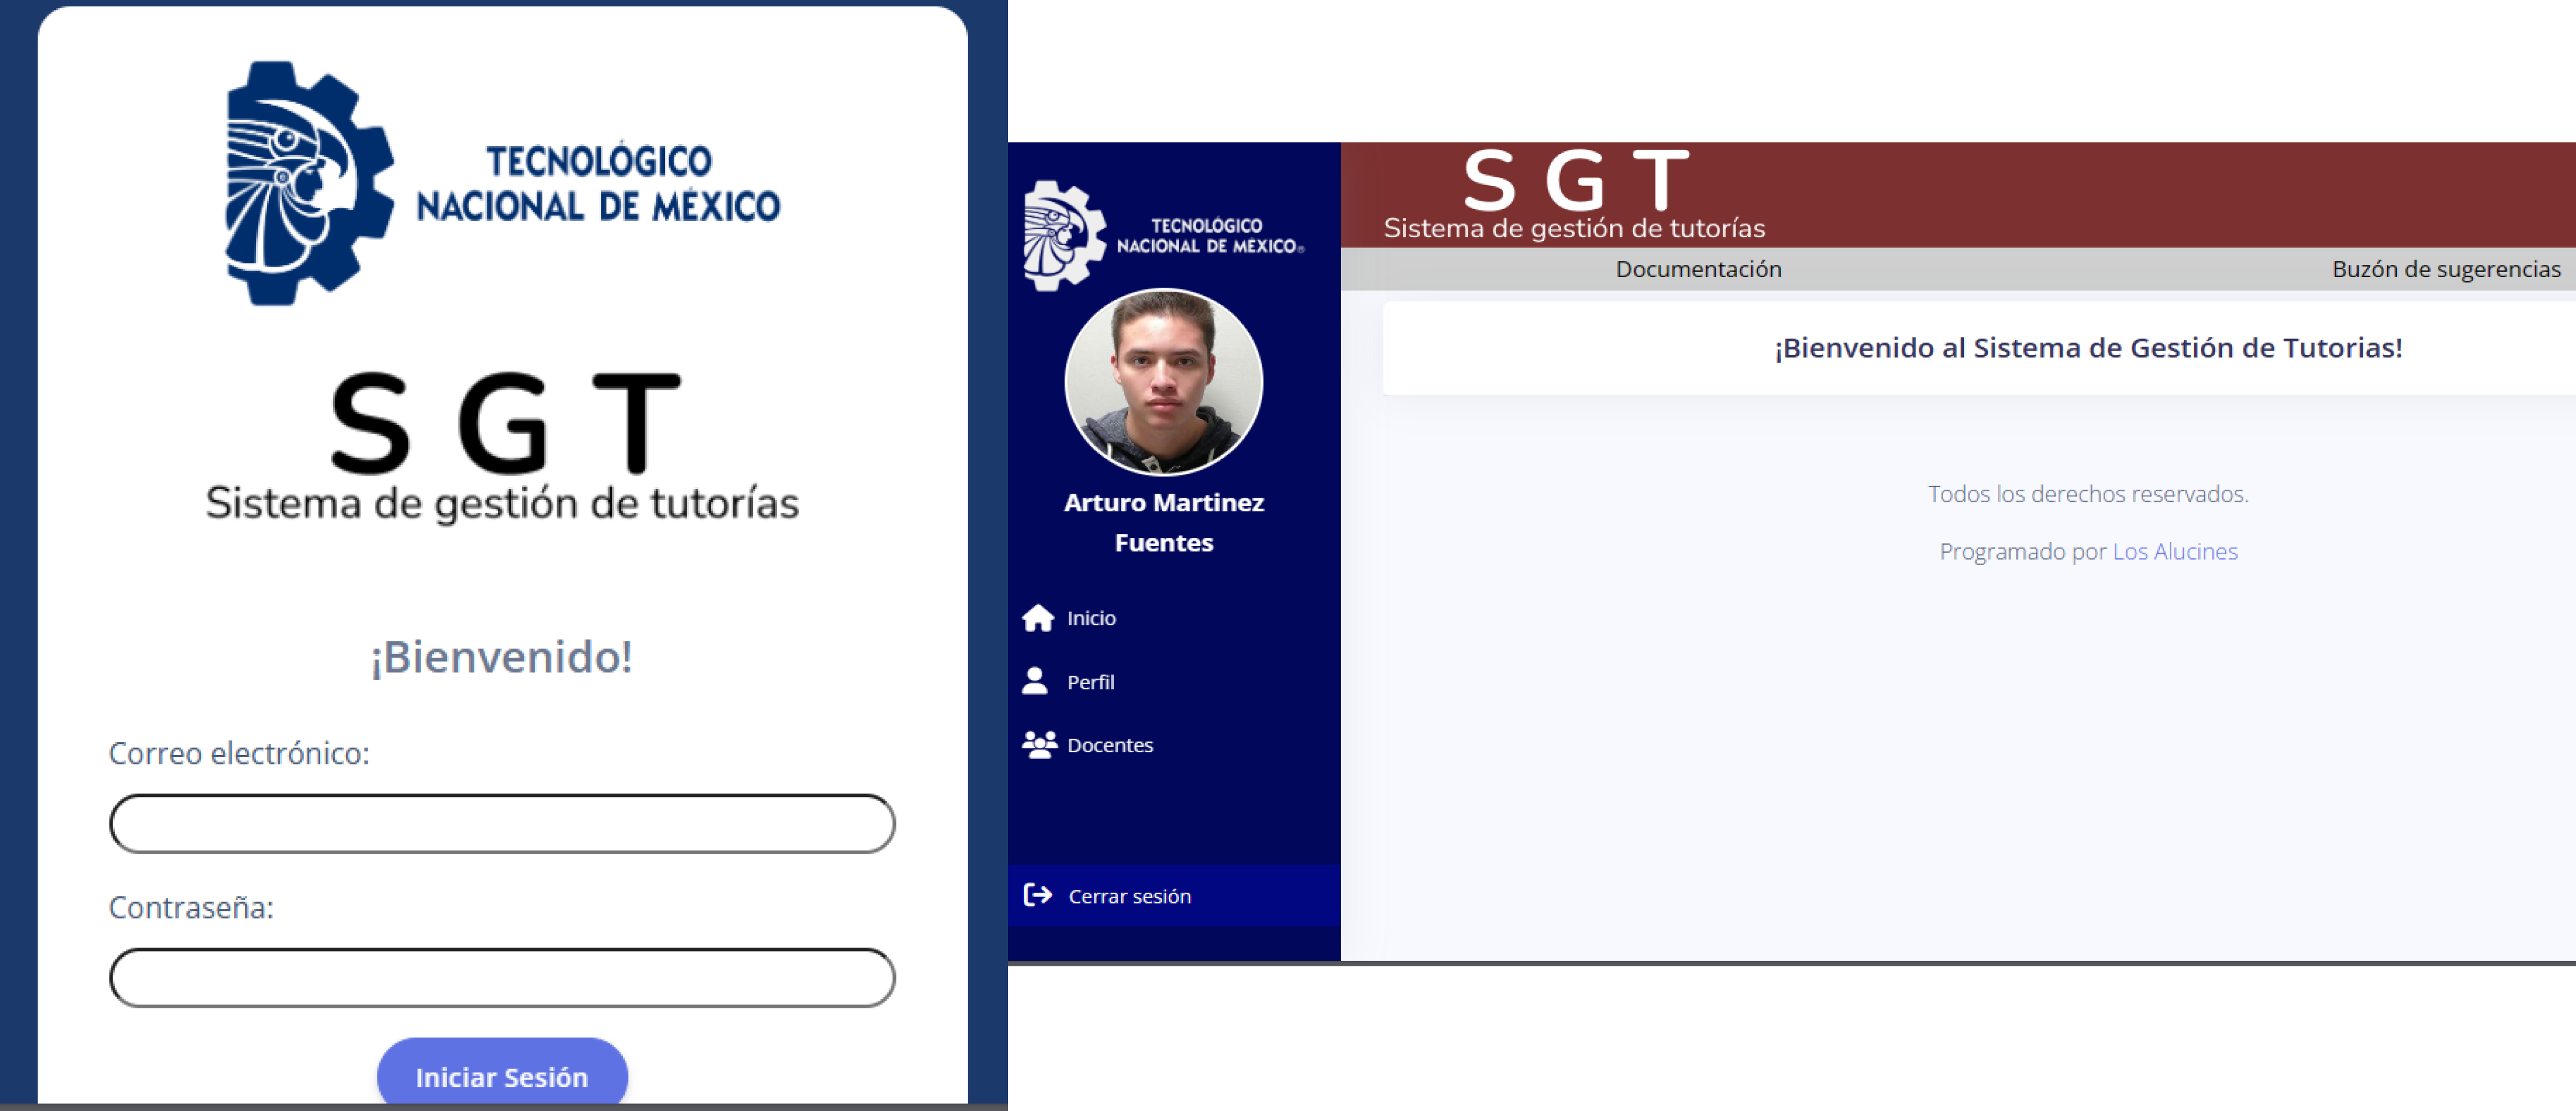 TECNOLÓGICO
NACIONAL DE MÉXICO
S G T
Sistema de gestión de tutorías
¡Bienvenido!
Correo electrónico:
Contraseña:
Iniciar Sesión
TECNOLÓGICO
NACIONAL DE MÉXICO®
Arturo Martinez
Fuentes
Inicio
Perfil
Docentes
Cerrar sesión
S G T
Sistema de gestión de tutorías
Documentación
Buzón de sugerencias
¡Bienvenido al Sistema de Gestión de Tutorias!
Todos los derechos reservados.
Programado por Los Alucines